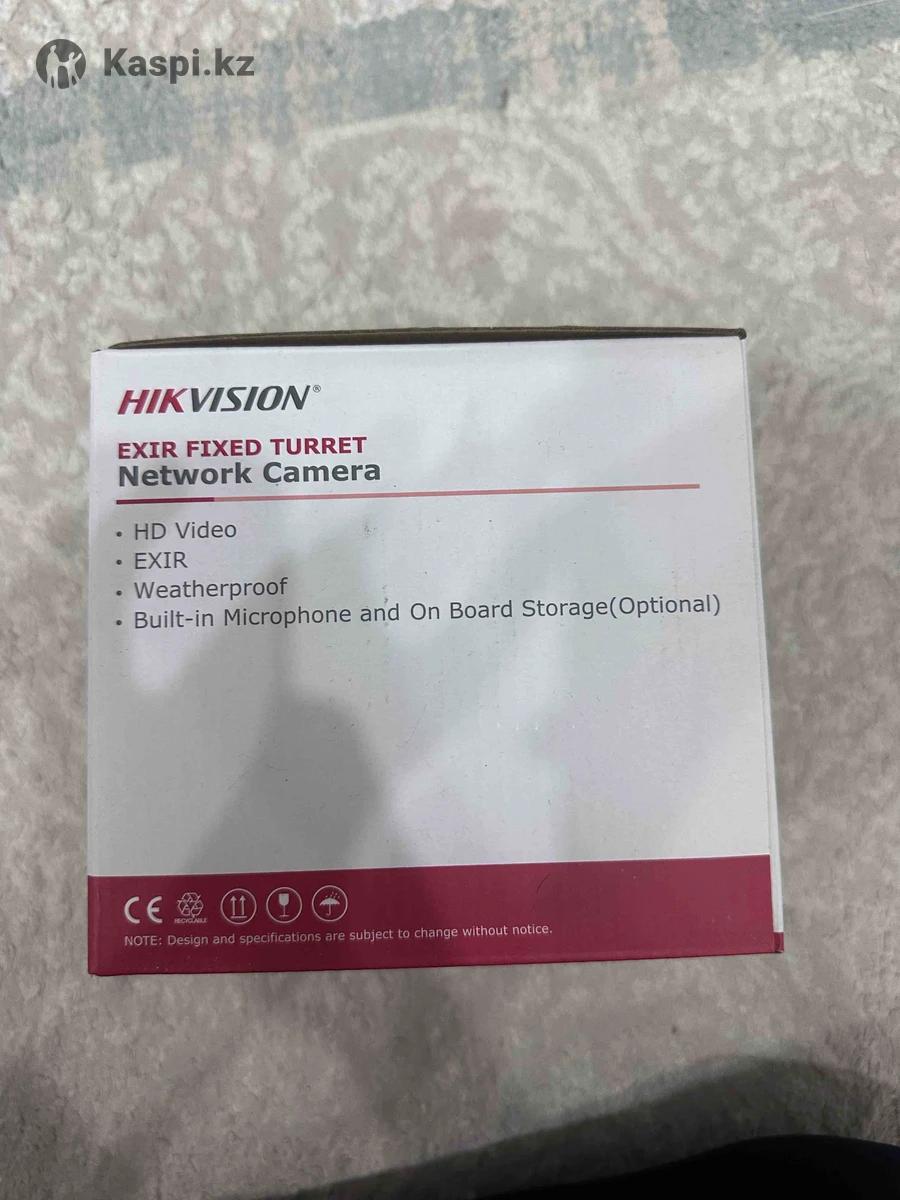 Kaspi.kz
HIKVISION®
EXIR FIXED TURRET
Network Camera
• HD Video
• EXIR
• Weatherproof
• Built-in Microphone and On Board Storage(Optional)
CE
RECYCLABLE
NOTE: Design and specifications are subject to change without notice.